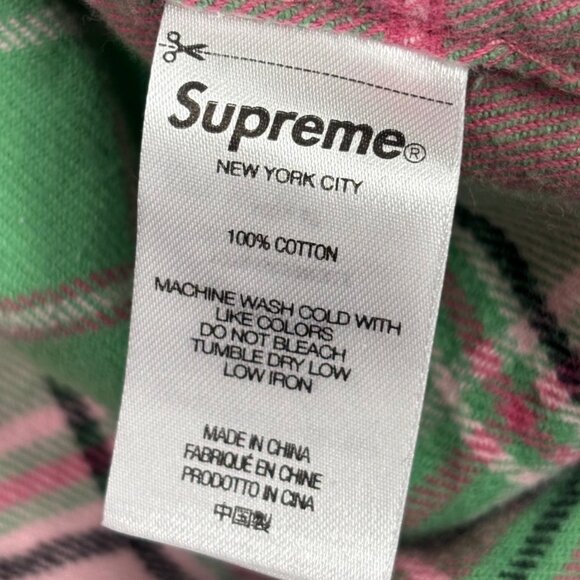 Supreme®
NEW YORK CITY
100% COTTON
MACHINE WASH COLD WITH
LIKE COLORS
DO NOT BLEACH
TUMBLE DRY LOW
LOW IRON
MADE IN CHINA
FABRIQUÉ EN CHINE
PRODOTTO IN CINA
中国製